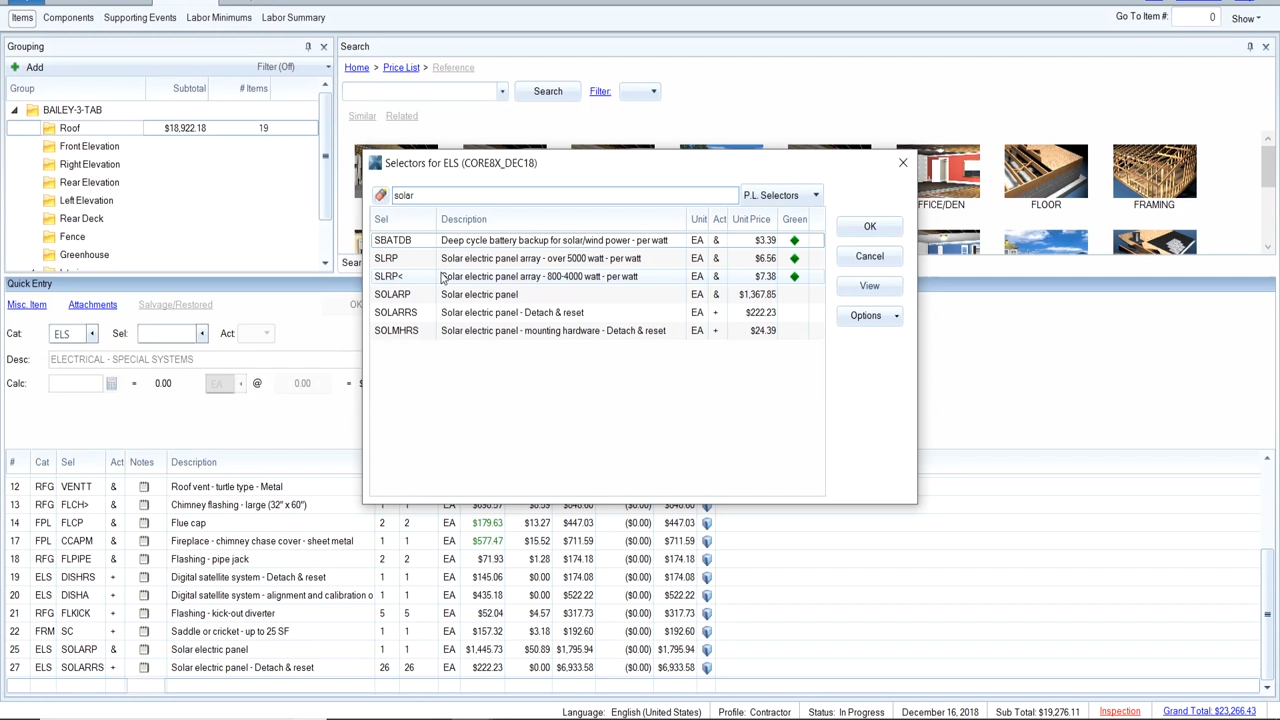 Items Components Supporting Events Labor Minimums Labor Summary Go To Item #: 0 Show
Grouping
Add Filter (Off)
Group Subtotal # Items
BAILEY-3-TAB
Roof $18,922.18 19
Front Elevation
Right Elevation
Rear Elevation
Left Elevation
Rear Deck
Fence
Greenhouse
Search
Home > Price List > Reference
Search Filter:
Similar Related
FICE/DEN FLOOR FRAMING
Selectors for ELS (CORE8X_DEC18)
solar P.L. Selectors
Sel Description Unit Act Unit Price Green
SBATDB Deep cycle battery backup for solar/wind power - per watt EA & $3.39
SLRP Solar electric panel array - over 5000 watt - per watt EA & $6.56
SLRP< Solar electric panel array - 800-4000 watt - per watt EA & $7.38
SOLARP Solar electric panel EA & $1,367.85
SOLARRS Solar electric panel - Detach & reset EA + $222.23
SOLMHRS Solar electric panel - mounting hardware - Detach & reset EA + $24.39
OK
Cancel
View
Options
Sear
Quick Entry
Misc. Item Attachments Salvage/Restored OK
Cat: ELS Sel: Act:
Desc: ELECTRICAL - SPECIAL SYSTEMS
Calc: = 0.00 EA @ 0.00 = $
# Cat Sel Act Notes Description
12 RFG VENTT & Roof vent - turtle type - Metal
13 RFG FLCH> & Chimney flashing - large (32" x 60")
14 FPL FLCP & Flue cap 2 2 EA $179.63 $13.27 $447.03 ($0.00) $447.03
17 FPL CCAPM & Fireplace - chimney chase cover - sheet metal 1 1 EA $577.47 $15.52 $711.59 ($0.00) $711.59
18 RFG FLPIPE & Flashing - pipe jack 2 2 EA $71.93 $1.28 $174.18 ($0.00) $174.18
19 ELS DISHRS + Digital satellite system - Detach & reset 1 1 EA $145.06 $0.00 $174.08 ($0.00) $174.08
20 ELS DISHA + Digital satellite system - alignment and calibration o 1 1 EA $435.18 $0.00 $522.22 ($0.00) $522.22
21 RFG FLKICK + Flashing - kick-out diverter 5 5 EA $52.04 $4.57 $317.73 ($0.00) $317.73
22 FRM SC + Saddle or cricket - up to 25 SF 1 1 EA $157.32 $3.18 $192.60 ($0.00) $192.60
25 ELS SOLARP & Solar electric panel 1 1 EA $1,445.73 $50.89 $1,795.94 ($0.00) $1,795.94
27 ELS SOLARRS + Solar electric panel - Detach & reset 26 26 EA $222.23 $0.00 $6,933.58 ($0.00) $6,933.58
Language: English (United States) Profile: Contractor Status: In Progress December 16, 2018 Sub Total: $19,276.11 Inspection Grand Total: $23,266.43